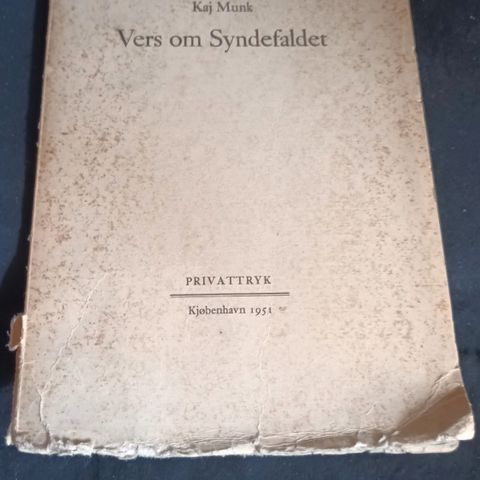 Kaj Munk
Vers om Syndefaldet
PRIVATTRYK
Kjøbenhavn 1951